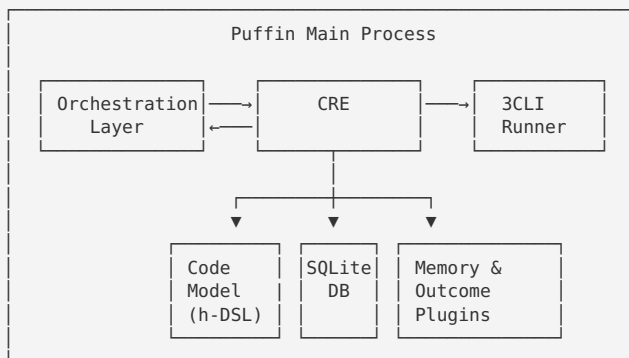 Puffin Main Process
Orchestration
Layer
CRE
3CLI
Runner
Code
Model
(h-DSL)
SQLite
DB
Memory &
Outcome
Plugins